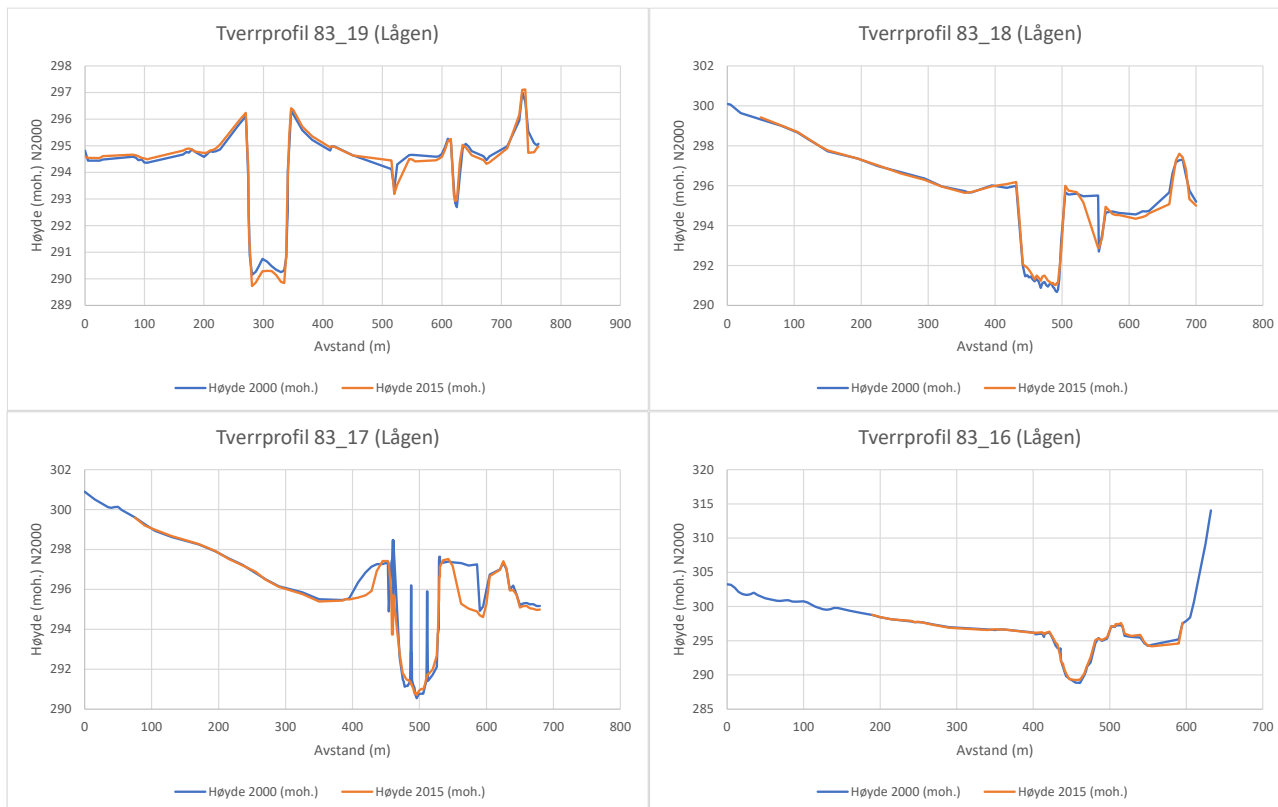 Tverrprofil 83_19 (Lågen)
Høyde (moh.) N2000
298
297
296
295
294
293
292
291
290
289
0 100 200 300 400 500 600 700 800 900
Avstand (m)
Høyde 2000 (moh.) Høyde 2015 (moh.)
Tverrprofil 83_18 (Lågen)
Høyde (moh.) N2000
302
300
298
296
294
292
290
0 100 200 300 400 500 600 700 800
Avstand (m)
Høyde 2000 (moh.) Høyde 2015 (moh.)
Tverrprofil 83_17 (Lågen)
Høyde (moh.) N2000
302
300
298
296
294
292
290
0 100 200 300 400 500 600 700 800
Avstand (m)
Høyde 2000 (moh.) Høyde 2015 (moh.)
Tverrprofil 83_16 (Lågen)
Høyde (moh.) N2000
320
315
310
305
300
295
290
285
0 100 200 300 400 500 600 700
Avstand (m)
Høyde 2000 (moh.) Høyde 2015 (moh.)